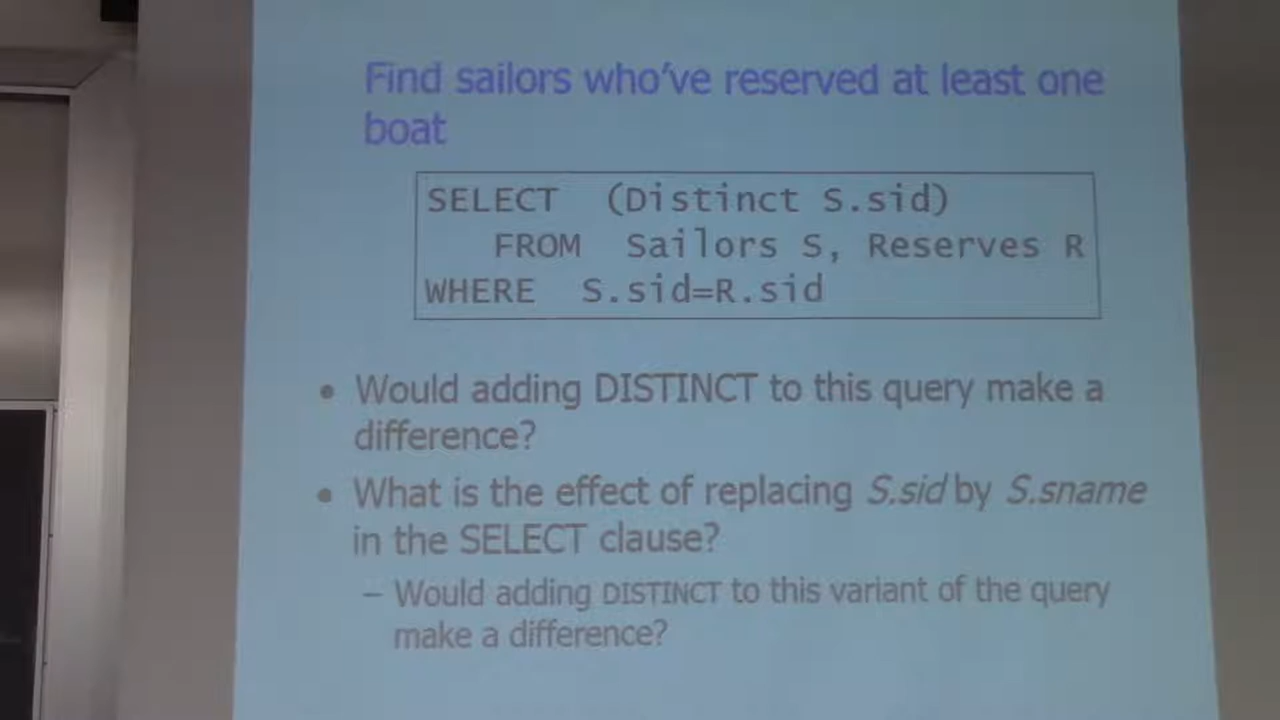 Find sailors who've reserved at least one
boat
SELECT (Distinct S.sid)
FROM Sailors S, Reserves R
WHERE S.sid=R.sid
• Would adding DISTINCT to this query make a
difference?
• What is the effect of replacing S.sid by S.sname
in the SELECT clause?
– Would adding DISTINCT to this variant of the query
make a difference?